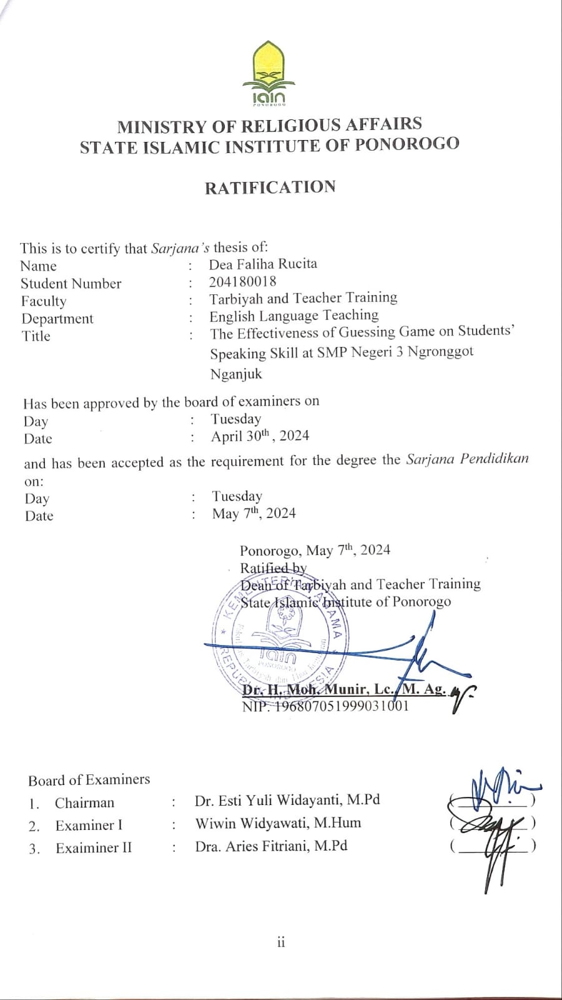 iain
PONOROGO
MINISTRY OF RELIGIOUS AFFAIRS
STATE ISLAMIC INSTITUTE OF PONOROGO
RATIFICATION
This is to certify that Sarjana's thesis of:
Name : Dea Faliha Rucita
Student Number : 204180018
Faculty : Tarbiyah and Teacher Training
Department : English Language Teaching
Title : The Effectiveness of Guessing Game on Students'
Speaking Skill at SMP Negeri 3 Ngronggot
Nganjuk
Has been approved by the board of examiners on
Day : Tuesday
Date : April 30th , 2024
and has been accepted as the requirement for the degree the Sarjana Pendidikan
on:
Day : Tuesday
Date : May 7th, 2024
Ponorogo, May 7th, 2024
Ratified by
Dean of Tarbiyah and Teacher Training
State Islamic Institute of Ponorogo
KEMENTERIAN AGAMA
iain
PONOROGO
REPUBLIK INDONESIA
Dr. H. Moh. Munir, Lc., M. Ag.
NIP. 196807051999031001
Board of Examiners
1. Chairman : Dr. Esti Yuli Widayanti, M.Pd ( )
2. Examiner I : Wiwin Widyawati, M.Hum ( )
3. Exaiminer II : Dra. Aries Fitriani, M.Pd ( )
ii